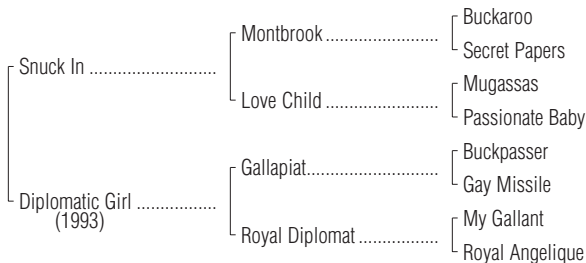 Buckaroo
Montbrook
Secret Papers
Snuck In
Mugassas
Love Child
Passionate Baby
Buckpasser
Gallapiat
Gay Missile
Diplomatic Girl
(1993)
My Gallant
Royal Diplomat
Royal Angelique